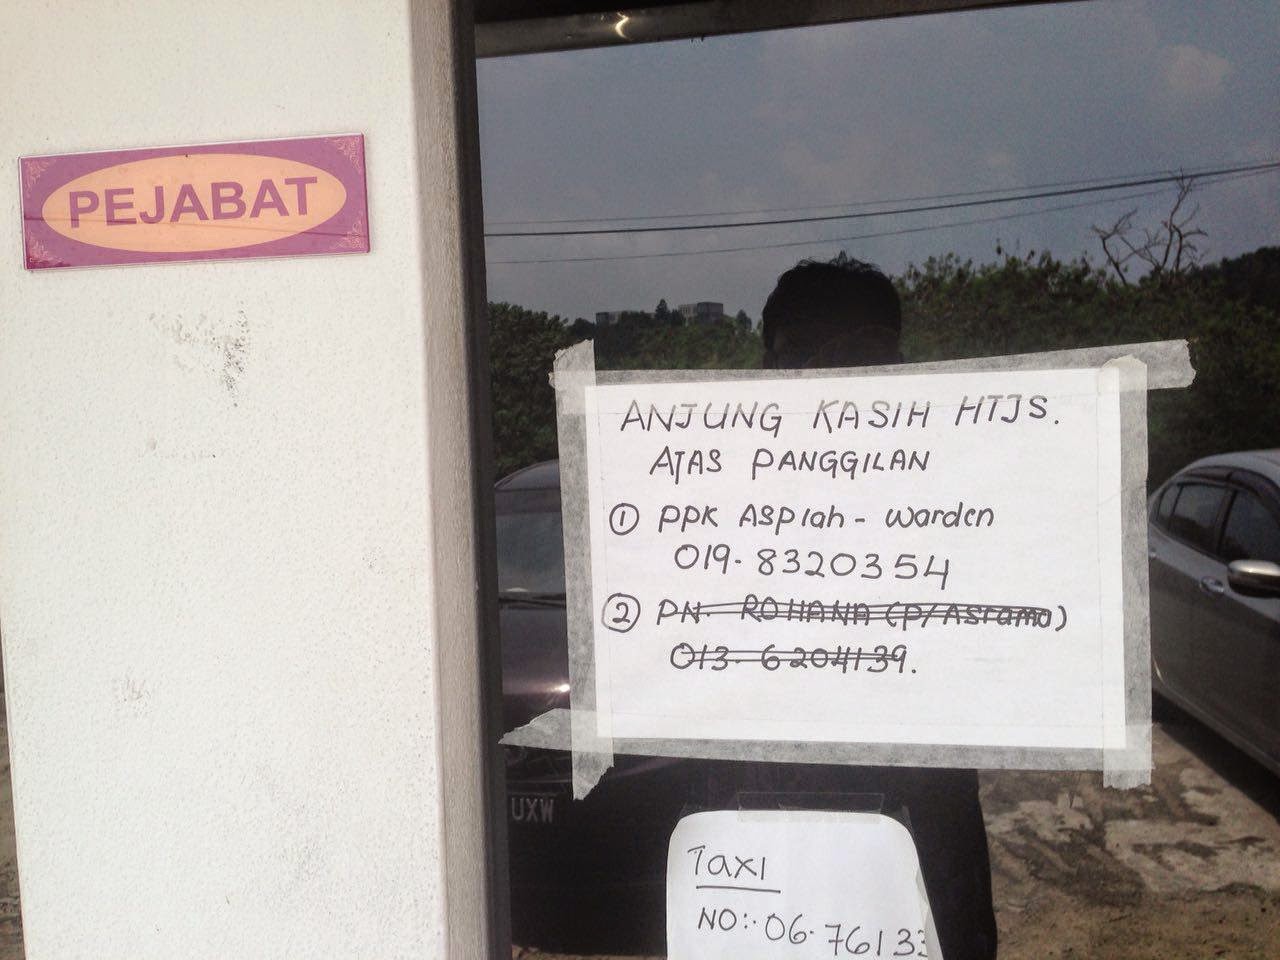 PEJABAT
ANJUNG KASIH HTJS.
ATAS PANGGILAN
① PPK Aspiah - Warden
019-8320354
② PN. ROHANA (P/Asrama)
013-6204139.
UXW
Taxi
NO:- 06-76133